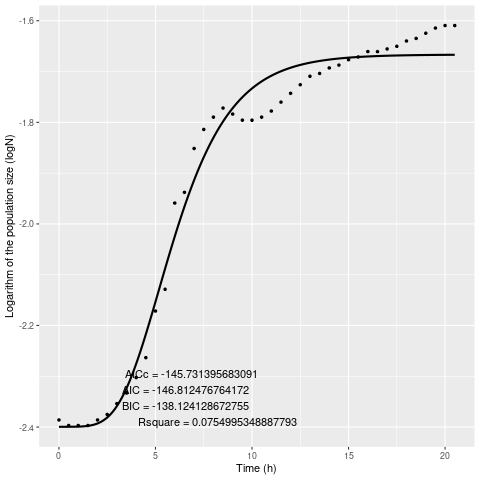 -1.6
-1.8
-2.0
-2.2
-2.4
Logarithm of the population size (logN)
AICc = -145.731395683091
AIC = -146.812476764172
BIC = -138.124128672755
Rsquare = 0.0754995348887793
0 5 10 15 20
Time (h)